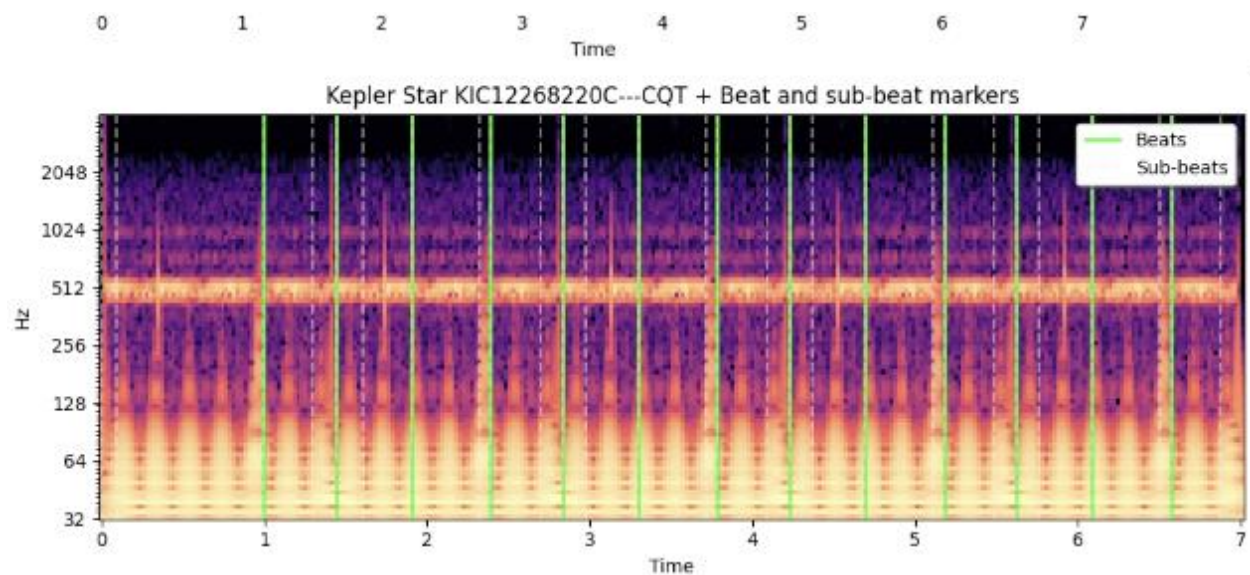 0 1 2 3 4 5 6 7
Time
Kepler Star KIC12268220C---CQT + Beat and sub-beat markers
Beats
Sub-beats
2048
1024
512
256
128
64
32
Hz
0 1 2 3 4 5 6 7
Time